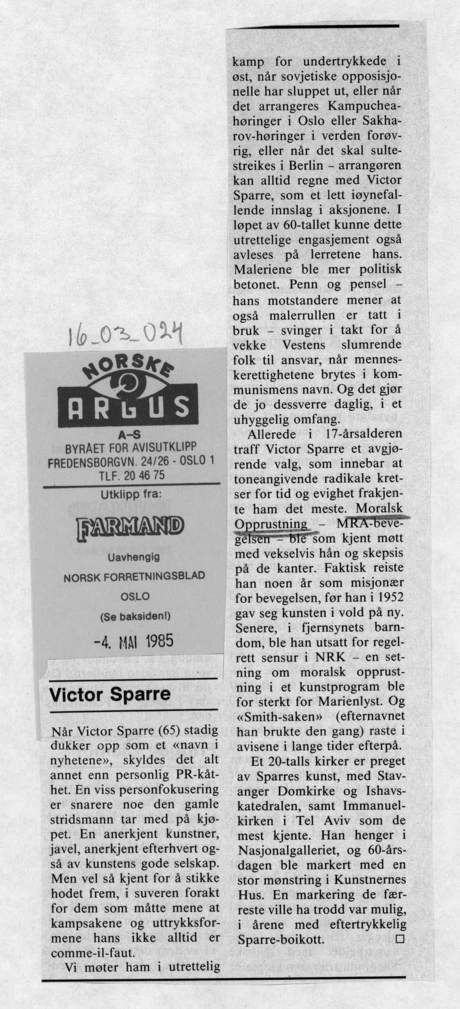 16-03-024
NORSKE
ARGUS
A-S
BYRÅET FOR AVISUTKLIPP
FREDENSBORGVN. 24/26 - OSLO 1
TLF. 20 46 75
Utklipp fra:
FARMAND
Uavhengig
NORSK FORRETNINGSBLAD
OSLO
(Se baksiden!)
-4. MAI 1985
Victor Sparre
Når Victor Sparre (65) stadig
dukker opp som et «navn i
nyhetene», skyldes det alt
annet enn personlig PR-kåt-
het. En viss personfokusering
er snarere noe den gamle
stridsmann tar med på kjø-
pet. En anerkjent kunstner,
javel, anerkjent efterhvert og-
så av kunstens gode selskap.
Men vel så kjent for å stikke
hodet frem, i suveren forakt
for dem som måtte mene at
kampsakene og uttrykksfor-
mene hans ikke alltid er
comme-il-faut.
Vi møter ham i utrettelig
kamp for undertrykkede i
øst, når sovjetiske opposisjo-
nelle har sluppet ut, eller når
det arrangeres Kampuchea-
høringer i Oslo eller Sakha-
rov-høringer i verden forøv-
rig, eller når det skal sulte-
streikes i Berlin – arrangøren
kan alltid regne med Victor
Sparre, som et lett iøynefal-
lende innslag i aksjonene. I
løpet av 60-tallet kunne dette
utrettelige engasjement også
avleses på lerretene hans.
Maleriene ble mer politisk
betonet. Penn og pensel –
hans motstandere mener at
også malerrullen er tatt i
bruk – svinger i takt for å
vekke Vestens slumrende
folk til ansvar, når mennes-
kerettighetene brytes i kom-
munismens navn. Og det gjør
de jo dessverre daglig, i et
uhyggelig omfang.
Allerede i 17-årsalderen
traff Victor Sparre et avgjø-
rende valg, som innebar at
toneangivende radikale kret-
ser for tid og evighet frakjen-
te ham det meste. Moralsk
Opprustning – MRA-beve-
gelsen – ble som kjent møtt
med vekselvis hån og skepsis
på de kanter. Faktisk reiste
han noen år som misjonær
for bevegelsen, før han i 1952
gav seg kunsten i vold på ny.
Senere, i fjernsynets barn-
dom, ble han utsatt for regel-
rett sensur i NRK – en set-
ning om moralsk opprust-
ning i et kunstprogram ble
for sterkt for Marienlyst. Og
«Smith-saken» (efternavnet
han brukte den gang) raste i
avisene i lange tider efterpå.
Et 20-talls kirker er preget
av Sparres kunst, med Stav-
anger Domkirke og Ishavs-
katedralen, samt Immanuel-
kirken i Tel Aviv som de
mest kjente. Han henger i
Nasjonalgalleriet, og 60-års-
dagen ble markert med en
stor mønstring i Kunstnernes
Hus. En markering de fær-
reste ville ha trodd var mulig,
i årene med eftertrykkelig
Sparre-boikott. □